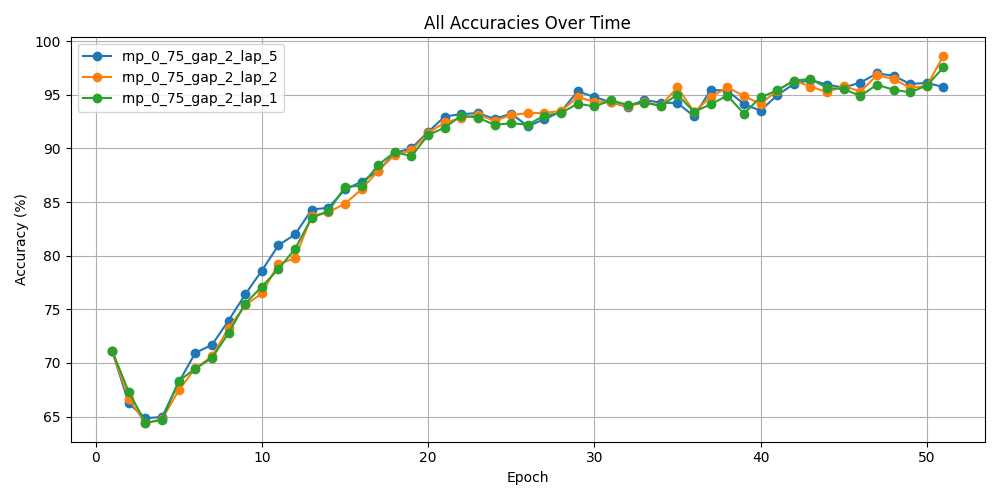 All Accuracies Over Time
rnp_0_75_gap_2_lap_5
rnp_0_75_gap_2_lap_2
rnp_0_75_gap_2_lap_1
Accuracy (%)
100
95
90
85
80
75
70
65
0 10 20 30 40 50
Epoch